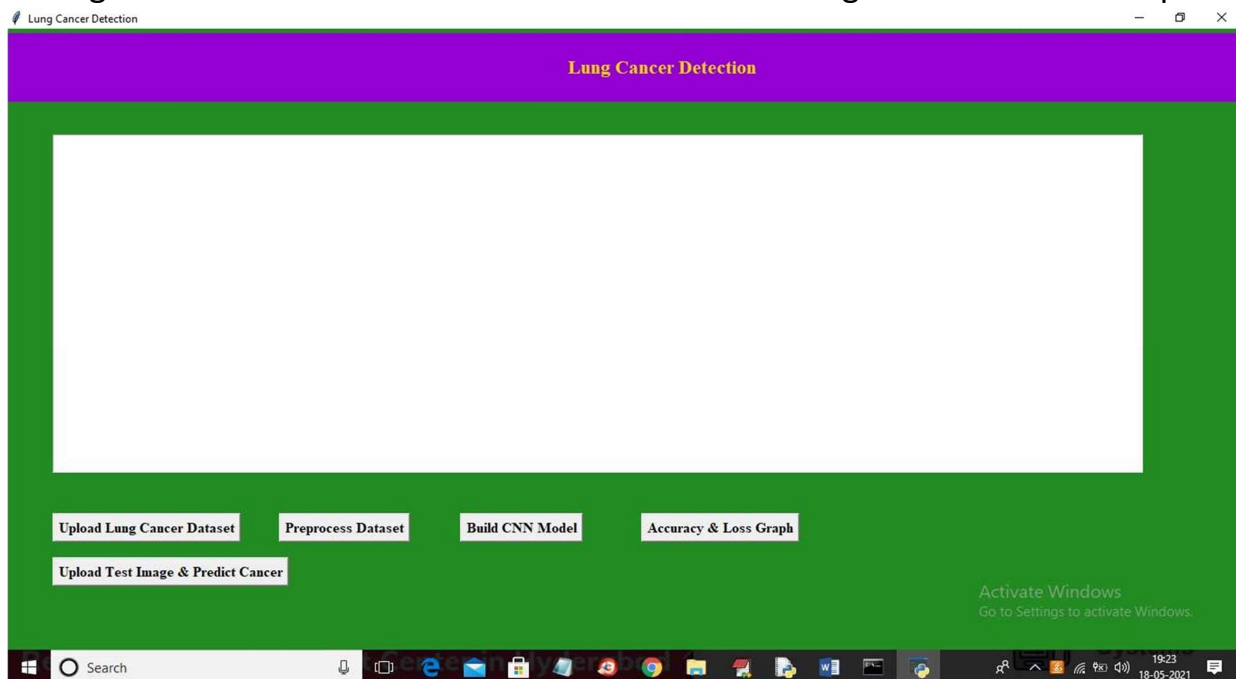 Lung Cancer Detection
Lung Cancer Detection
Upload Lung Cancer Dataset
Preprocess Dataset
Build CNN Model
Accuracy & Loss Graph
Upload Test Image & Predict Cancer
Activate Windows
Go to Settings to activate Windows.
Search
19:23
18-05-2021